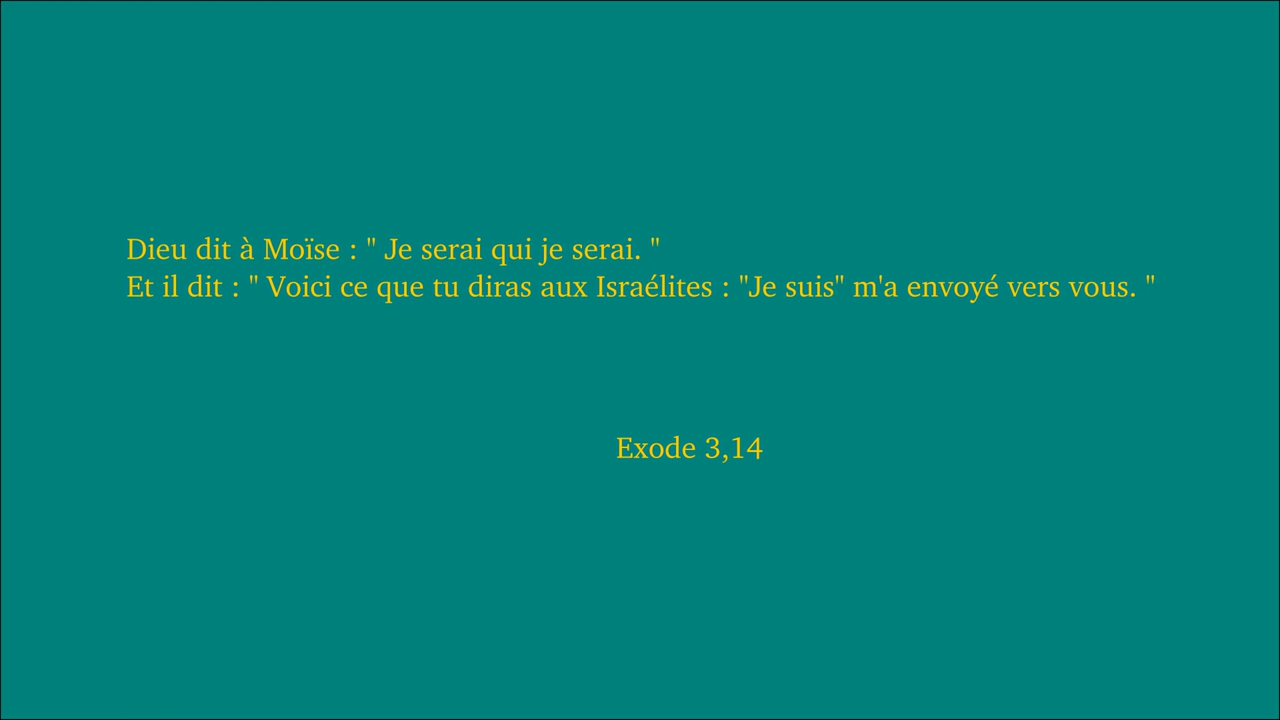 Dieu dit à Moïse : " Je serai qui je serai. "
Et il dit : " Voici ce que tu diras aux Israélites : "Je suis" m'a envoyé vers vous. "
Exode 3,14